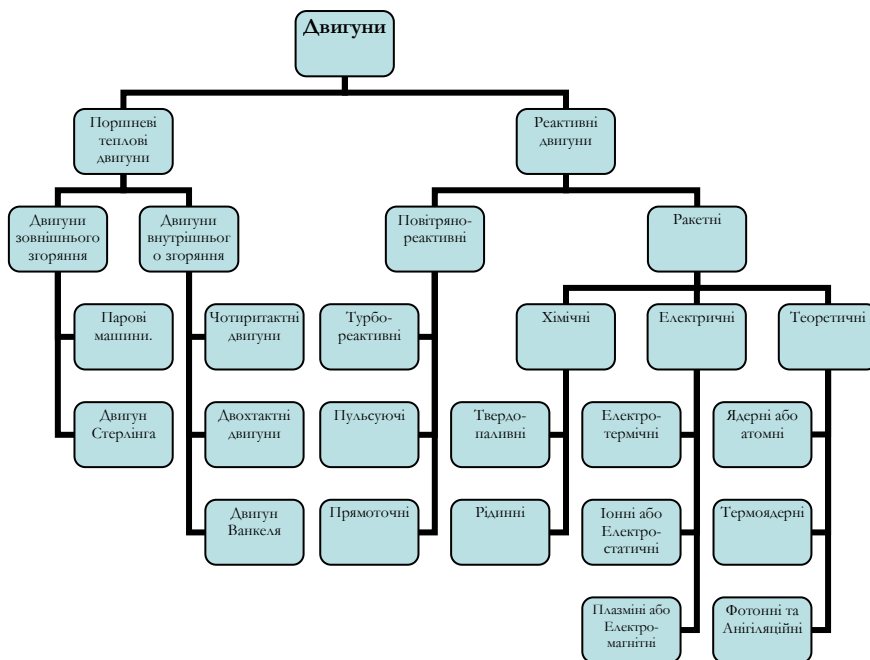 Двигуни
Поршневі
теплові
двигуни
Реактивні
двигуни
Двигуни
зовнішнього
згоряння
Двигуни
внутрішньог
о згоряння
Повітряно-
реактивні
Ракетні
Парові
машини.
Чотиритактні
двигуни
Турбо-
реактивні
Хімічні
Електричні
Теоретичні
Двигун
Стерлінга
Двохтактні
двигуни
Пульсуючі
Твердо-
паливні
Електро-
термічні
Ядерні або
атомні
Двигун
Ванкеля
Прямоточні
Рідинні
Іонні або
Електро-
статичні
Термоядерні
Плазміні або
Електро-
магнітні
Фотонні та
Анігіляційні